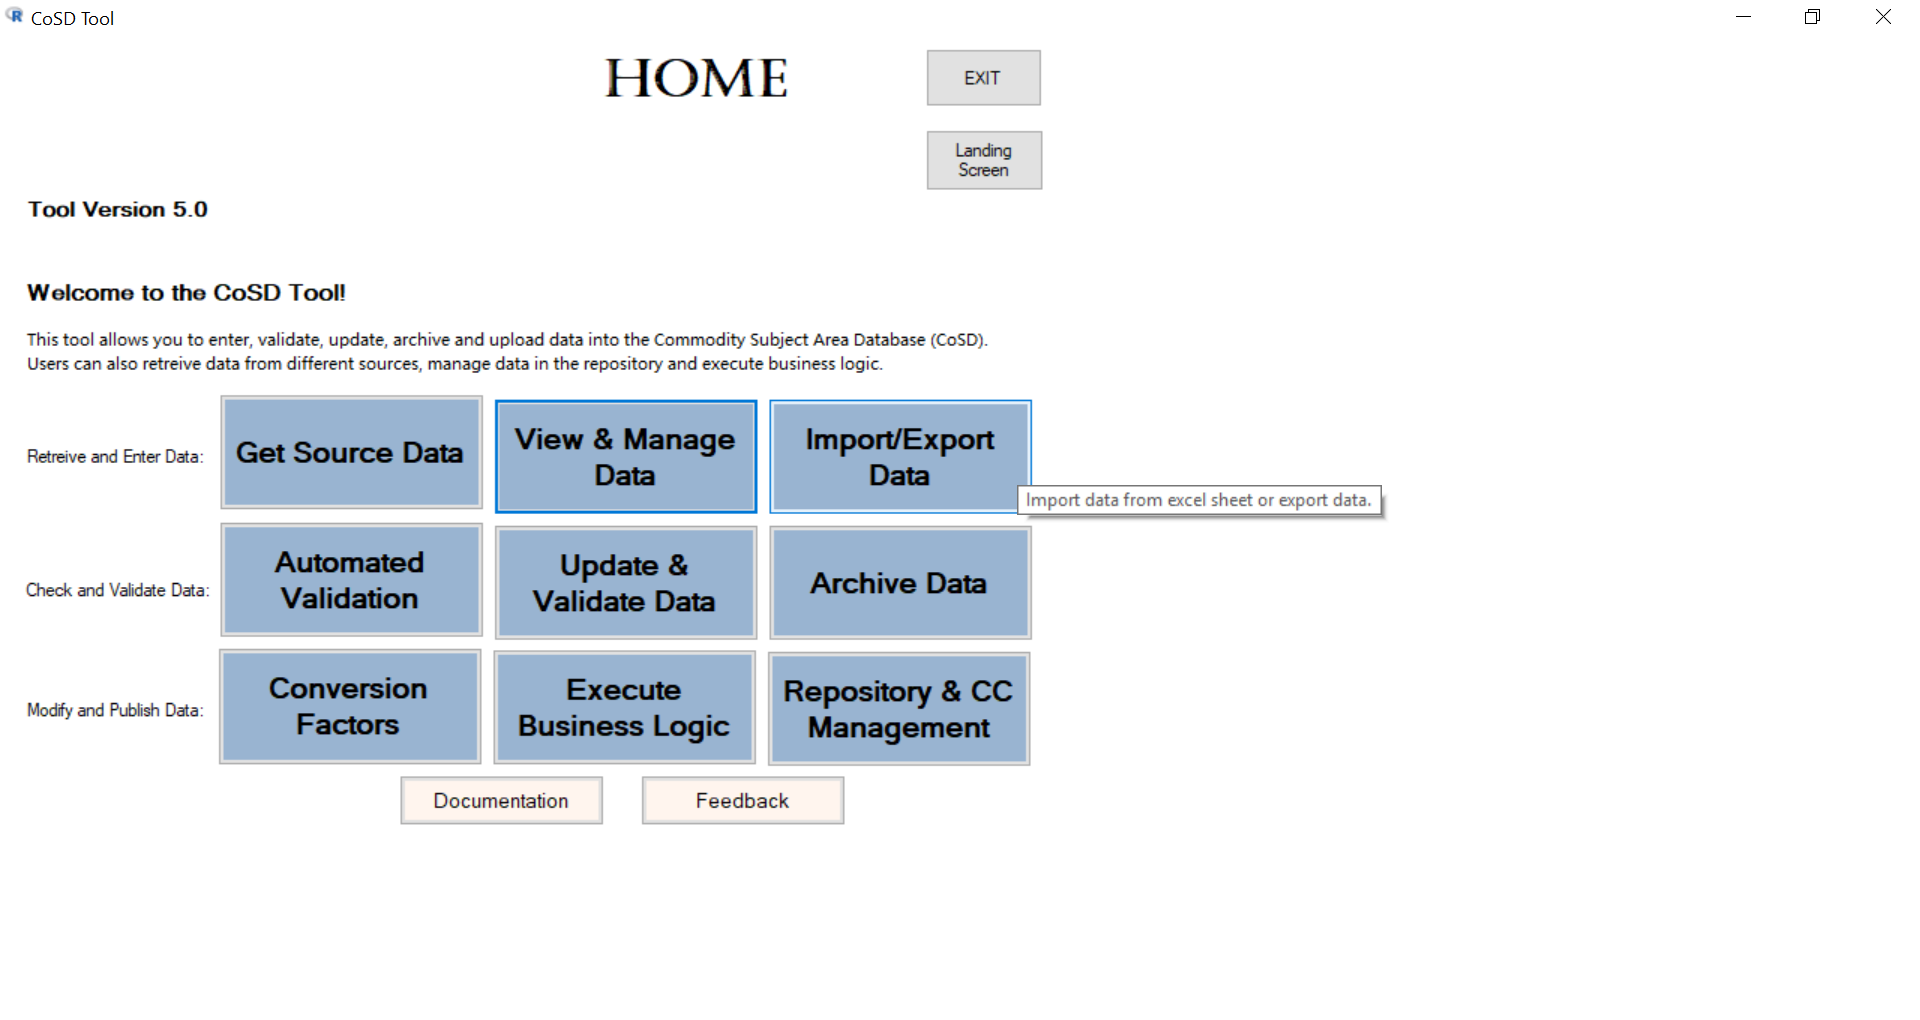 CoSD Tool
HOME
EXIT
Landing
Screen
Tool Version 5.0
Welcome to the CoSD Tool!
This tool allows you to enter, validate, update, archive and upload data into the Commodity Subject Area Database (CoSD).
Users can also retreive data from different sources, manage data in the repository and execute business logic.
Retreive and Enter Data:
Get Source Data
View & Manage
Data
Import/Export
Data
Import data from excel sheet or export data.
Check and Validate Data:
Automated
Validation
Update &
Validate Data
Archive Data
Modify and Publish Data:
Conversion
Factors
Execute
Business Logic
Repository & CC
Management
Documentation
Feedback